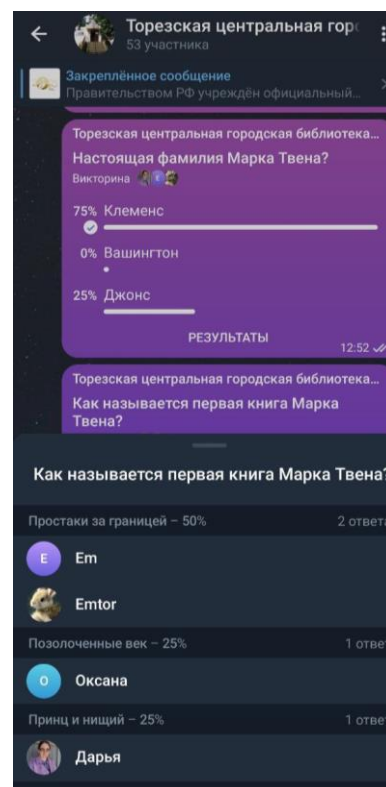 Торезская центральная гор
53 участника
Закреплённое сообщение
Правительством РФ учреждён официальный...
Торезская центральная городская библиотека...
Настоящая фамилия Марка Твена?
Викторина
75% Клеменс
0% Вашингтон
25% Джонс
РЕЗУЛЬТАТЫ
12:52
Торезская центральная городская библиотека...
Как называется первая книга Марка
Твена?
Как называется первая книга Марка Твена?
Простаки за границей – 50% 2 ответа
E Em
Emtor
Позолоченные век – 25% 1 ответ
О Оксана
Принц и нищий – 25% 1 ответ
Дарья